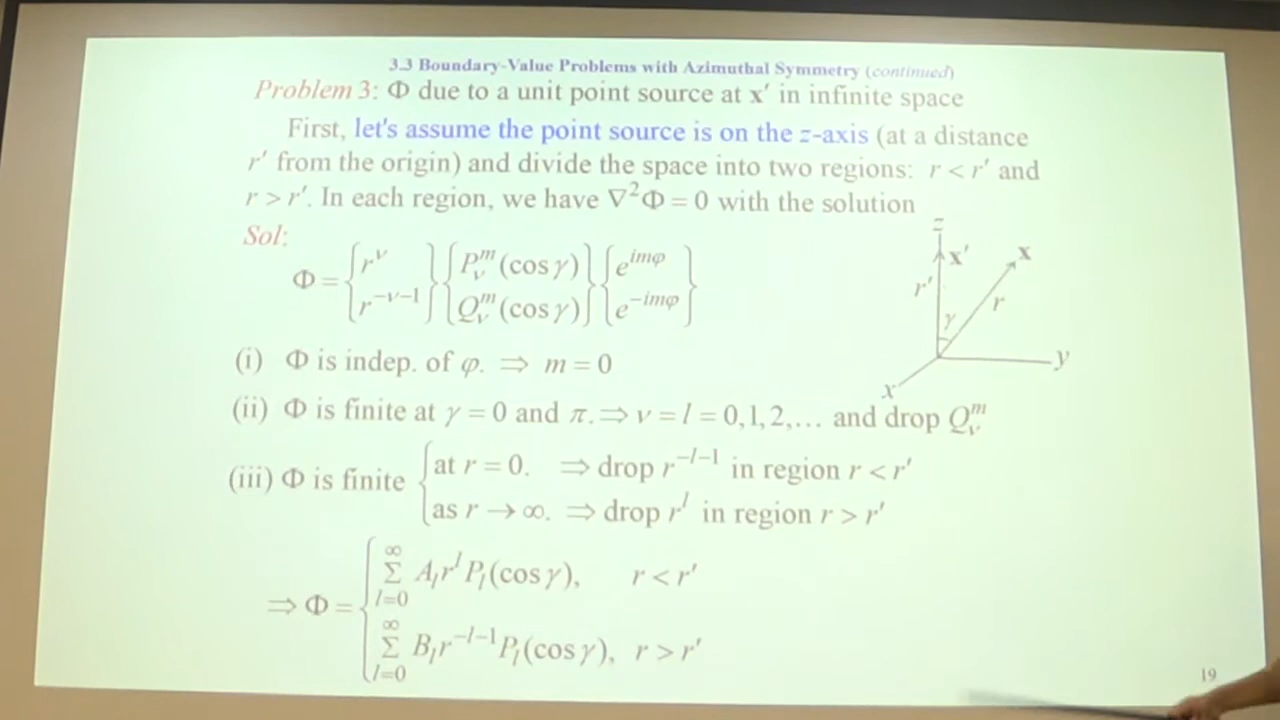 3.3 Boundary-Value Problems with Azimuthal Symmetry (continued)
Problem 3: Φ due to a unit point source at x′ in infinite space
First, let's assume the point source is on the z-axis (at a distance
r′ from the origin) and divide the space into two regions: r < r′ and
r > r′. In each region, we have ∇²Φ = 0 with the solution
Sol:
Φ = { r^ν
r^{−ν−1} } { P_ν^m (cos γ)
Q_ν^m (cos γ) } { e^{imφ}
e^{−imφ} }
z
x′
x
r′
r
γ
y
x
(i) Φ is indep. of φ. ⇒ m = 0
(ii) Φ is finite at γ = 0 and π. ⇒ ν = l = 0,1,2,… and drop Q_ν^m
(iii) Φ is finite { at r = 0. ⇒ drop r^{−l−1} in region r < r′
as r → ∞. ⇒ drop r^l in region r > r′
⇒ Φ = { ∑_{l=0}^{∞} A_l r^l P_l(cos γ), r < r′
∑_{l=0}^{∞} B_l r^{−l−1} P_l(cos γ), r > r′
19